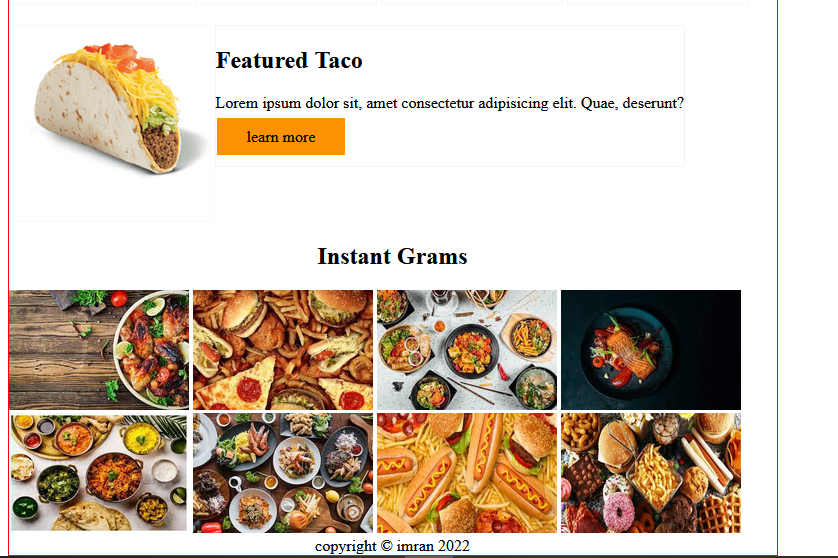 Featured Taco
Lorem ipsum dolor sit, amet consectetur adipisicing elit. Quae, deserunt?
learn more
Instant Grams
copyright © imran 2022